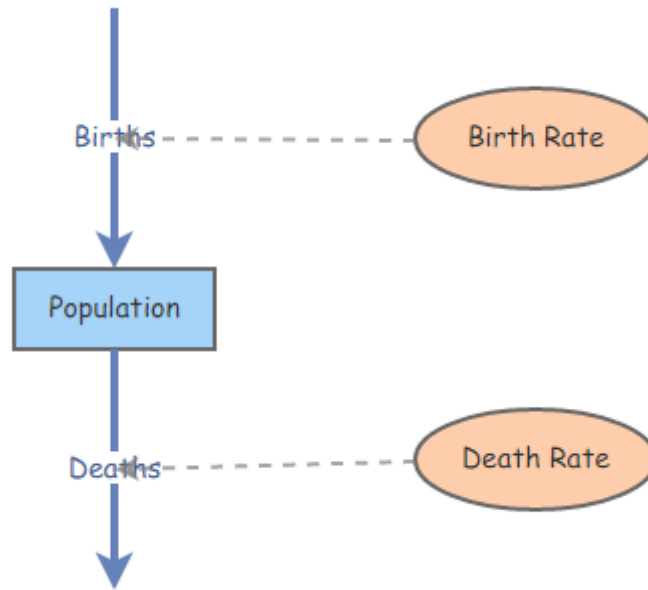 Births
Birth Rate
Population
Death Rate
Deaths